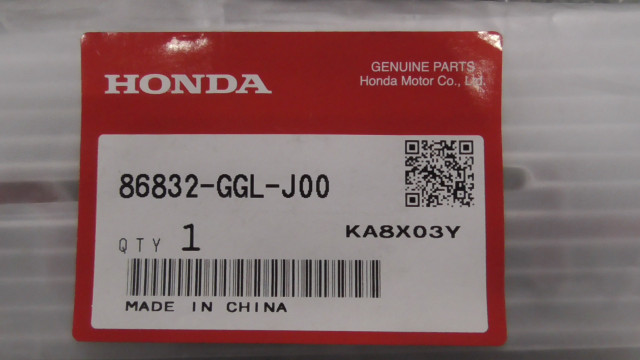 HONDA
GENUINE PARTS
Honda Motor Co., Ltd.
86832-GGL-J00
QTY 1
KA8X03Y
MADE IN CHINA